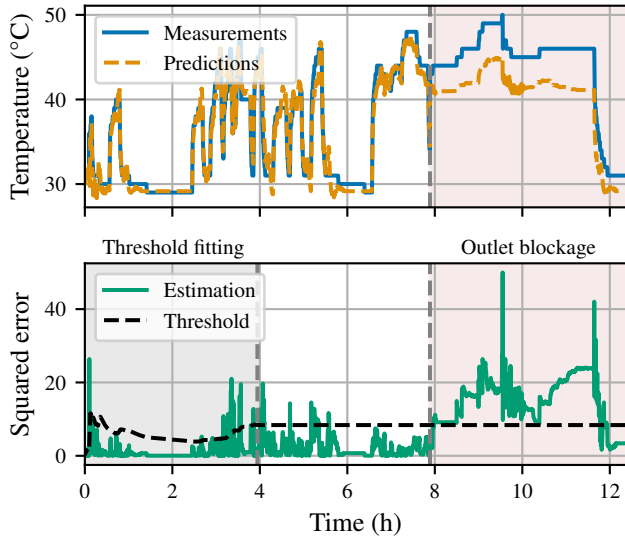 50
40
30
Temperature (°C)
Measurements
Predictions
Threshold fitting
Outlet blockage
40
20
0
Squared error
Estimation
Threshold
0 2 4 6 8 10 12
Time (h)